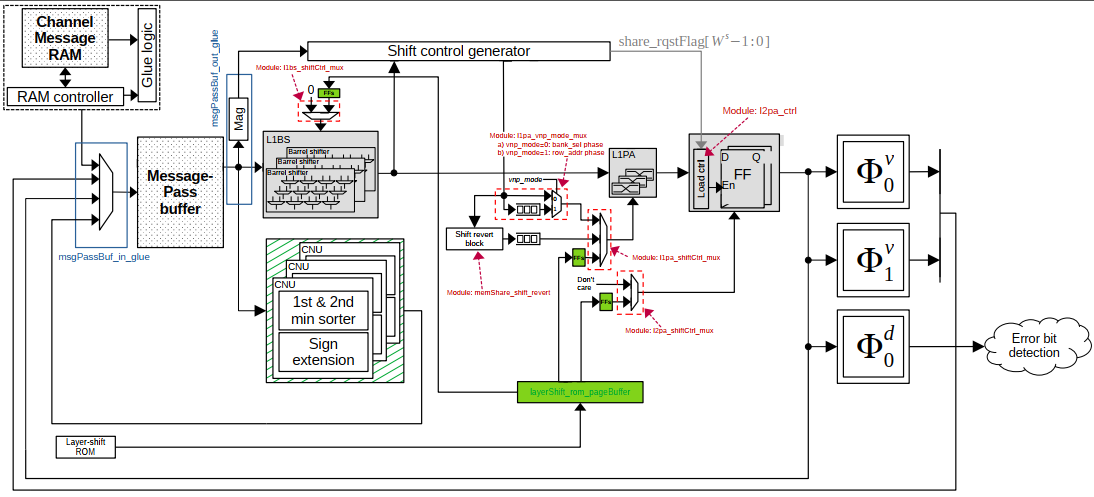 Channel
Message
RAM
Glue logic
RAM controller
msgPassBuf_out_glue
Mag
Shift control generator
share_rqstFlag[Wˢ−1:0]
Module: l1bs_shiftCtrl_mux
0
FFs
L1BS
Barrel shifter
Barrel shifter
Barrel shifter
Message-
Pass
buffer
msgPassBuf_in_glue
Module: l1pa_vnp_mode_mux
a) vnp_mode=0: bank_sel phase
b) vnp_mode=1: row_addr phase
vnp_mode
0
1
L1PA
Module: l2pa_ctrl
Load ctrl
D Q
FF
En
Shift revert
block
Module: memShare_shift_revert
FFs
Module: l1pa_shiftCtrl_mux
Don't
care
FFs
Module: l2pa_shiftCtrl_mux
CNU
CNU
CNU
1st & 2nd
min sorter
Sign
extension
layerShift_rom_pageBuffer
Layer-shift
ROM
Φ₀ᵛ
Φ₁ᵛ
Φ₀ᵈ
Error bit
detection